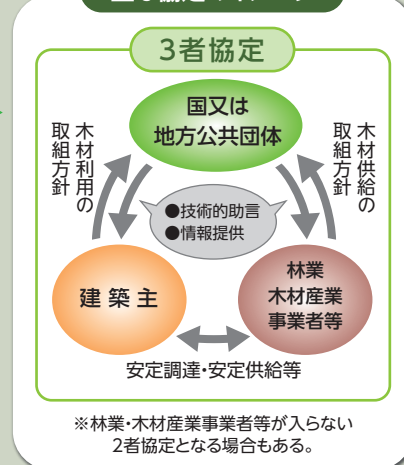 3者協定
国又は
地方公共団体
木材利用の
取組方針
木材供給の
取組方針
●技術的助言
●情報提供
建築主
林業
木材産業
事業者等
安定調達・安定供給等
※林業・木材産業事業者等が入らない
2者協定となる場合もある。